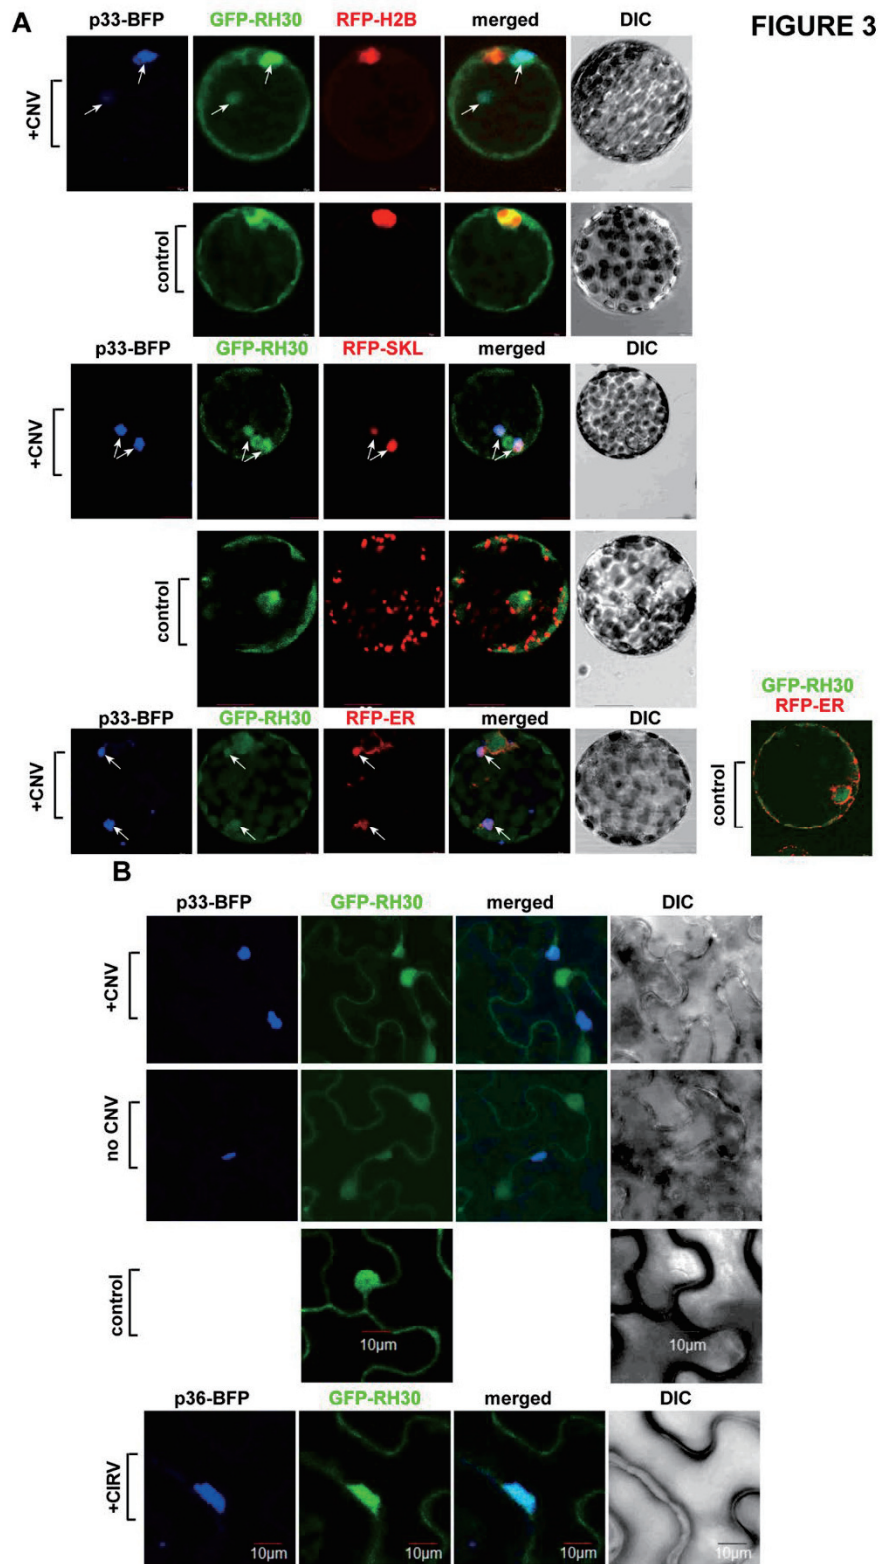 A p33-BFP GFP-RH30 RFP-H2B merged DIC FIGURE 3
+CNV
control
p33-BFP GFP-RH30 RFP-SKL merged DIC
+CNV
control
GFP-RH30
RFP-ER
control
p33-BFP GFP-RH30 RFP-ER merged DIC
+CNV
B
p33-BFP GFP-RH30 merged DIC
+CNV
no CNV
control
10µm 10µm
p36-BFP GFP-RH30 merged DIC
+CIRV
10µm 10µm 10µm 10µm